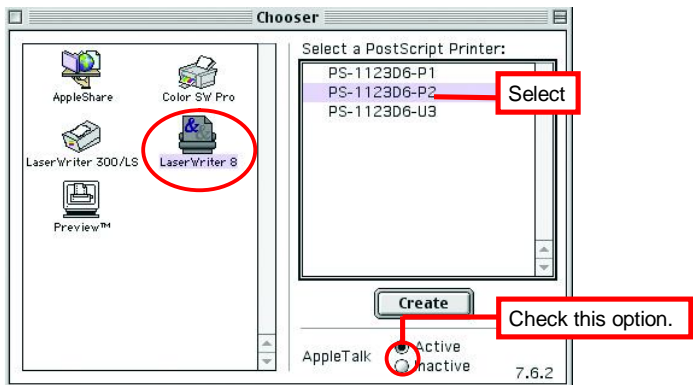 Chooser
AppleShare
Color SW Pro
LaserWriter 300/LS
LaserWriter 8
Preview™
Select a PostScript Printer:
PS-1123D6-P1
PS-1123D6-P2
PS-1123D6-U3
Select
Create
Check this option.
AppleTalk
Active
Inactive
7.6.2